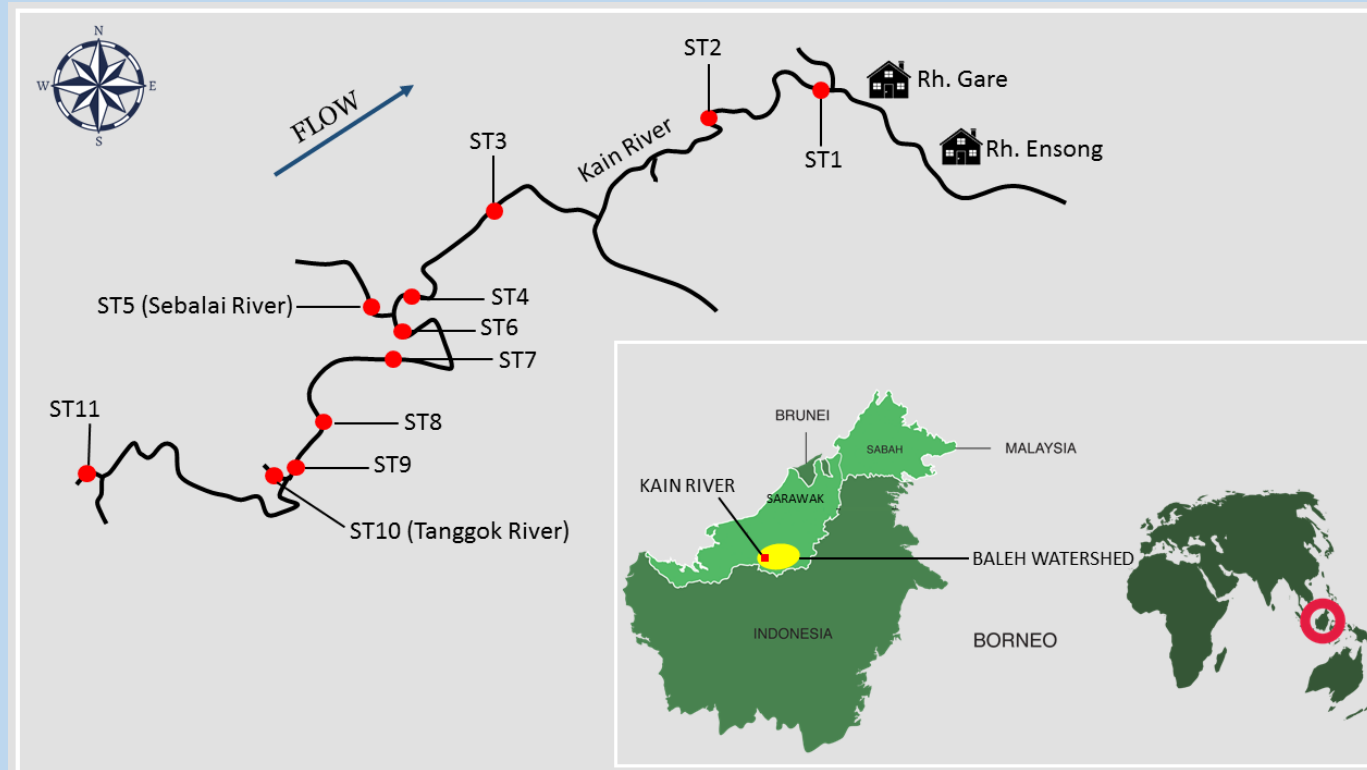 N
W
E
S
FLOW
ST2
Rh. Gare
ST3
Kain River
ST1
Rh. Ensong
ST5 (Sebalai River)
ST4
ST6
ST7
ST11
ST8
ST9
ST10 (Tanggok River)
BRUNEI
SABAH
MALAYSIA
KAIN RIVER
SARAWAK
BALEH WATERSHED
INDONESIA
BORNEO